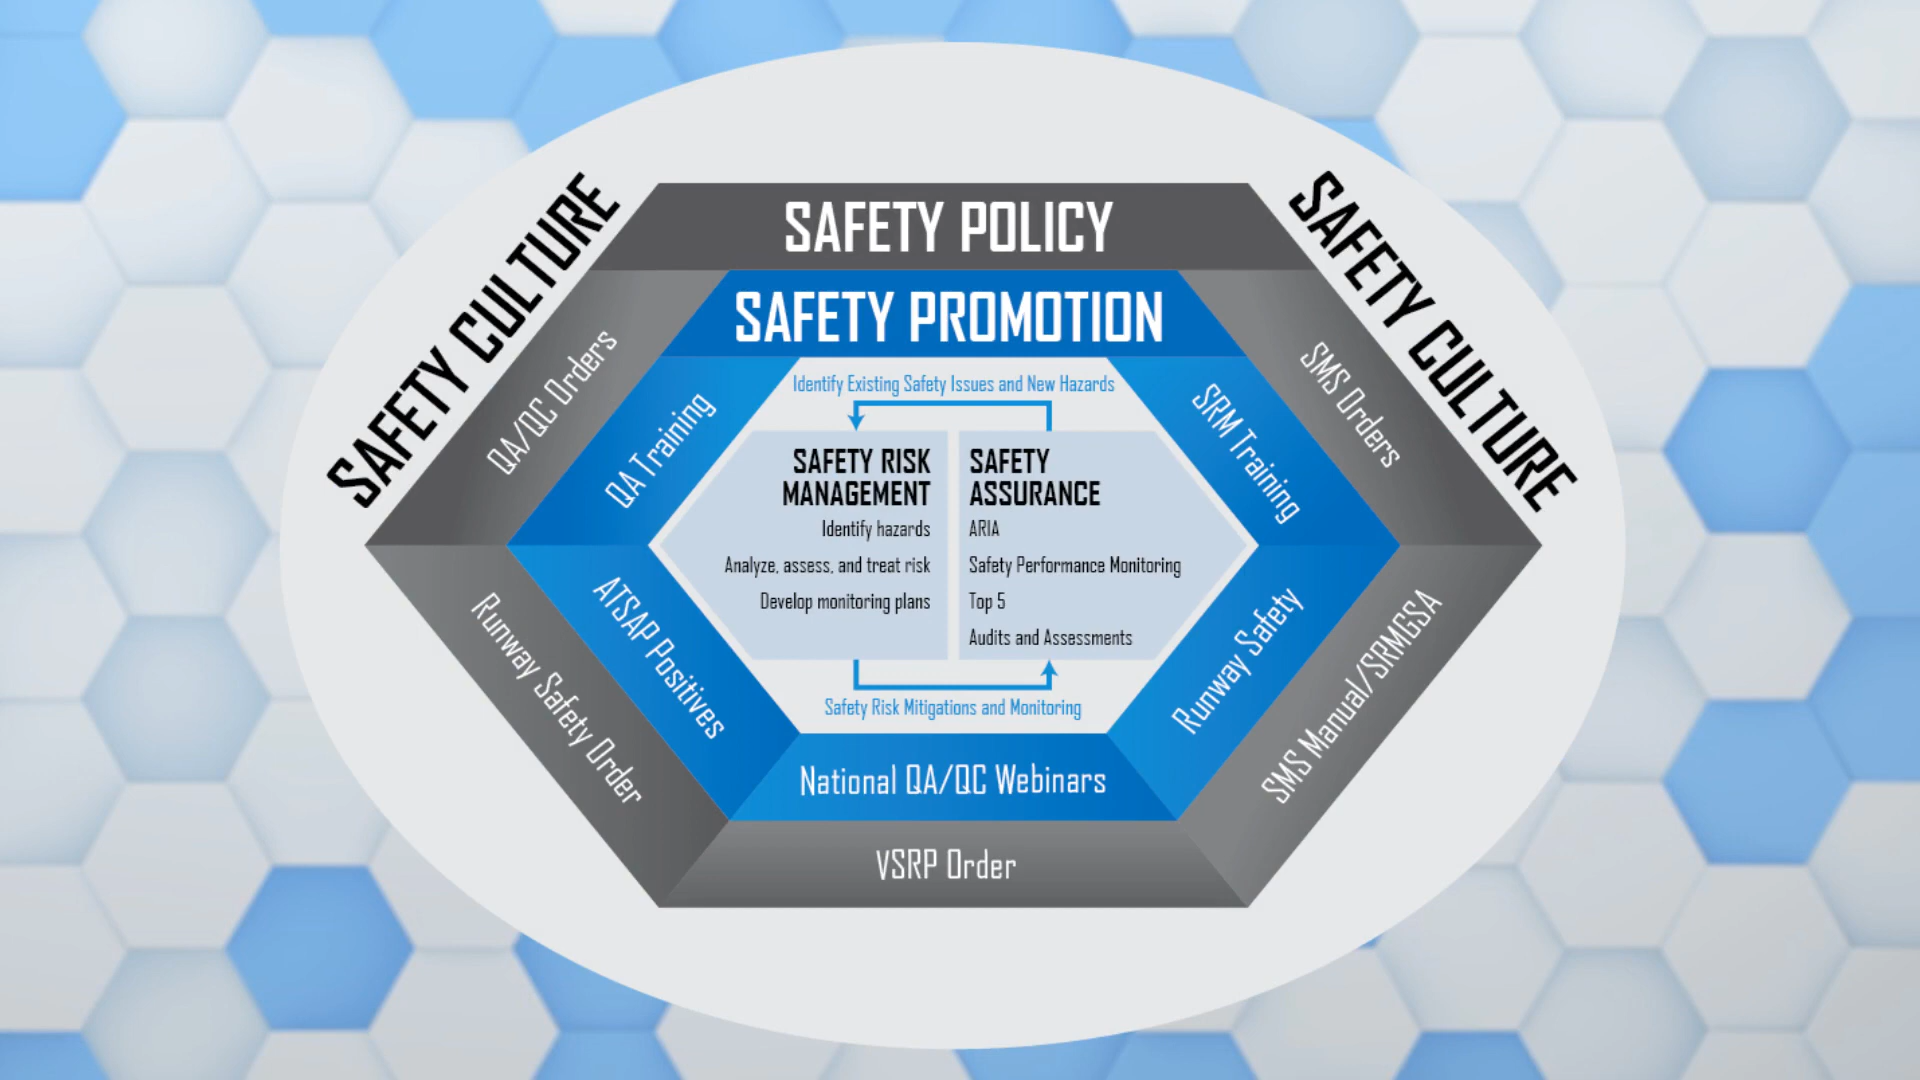 SAFETY CULTURE
SAFETY CULTURE
SAFETY POLICY
QA/QC Orders
SMS Orders
Runway Safety Order
SMS Manual/SRMGSA
VSRP Order
SAFETY PROMOTION
QA Training
SRM Training
ATSAP Positives
Runway Safety
National QA/QC Webinars
Identify Existing Safety Issues and New Hazards
SAFETY RISK
MANAGEMENT
Identify hazards
Analyze, assess, and treat risk
Develop monitoring plans
SAFETY
ASSURANCE
ARIA
Safety Performance Monitoring
Top 5
Audits and Assessments
Safety Risk Mitigations and Monitoring